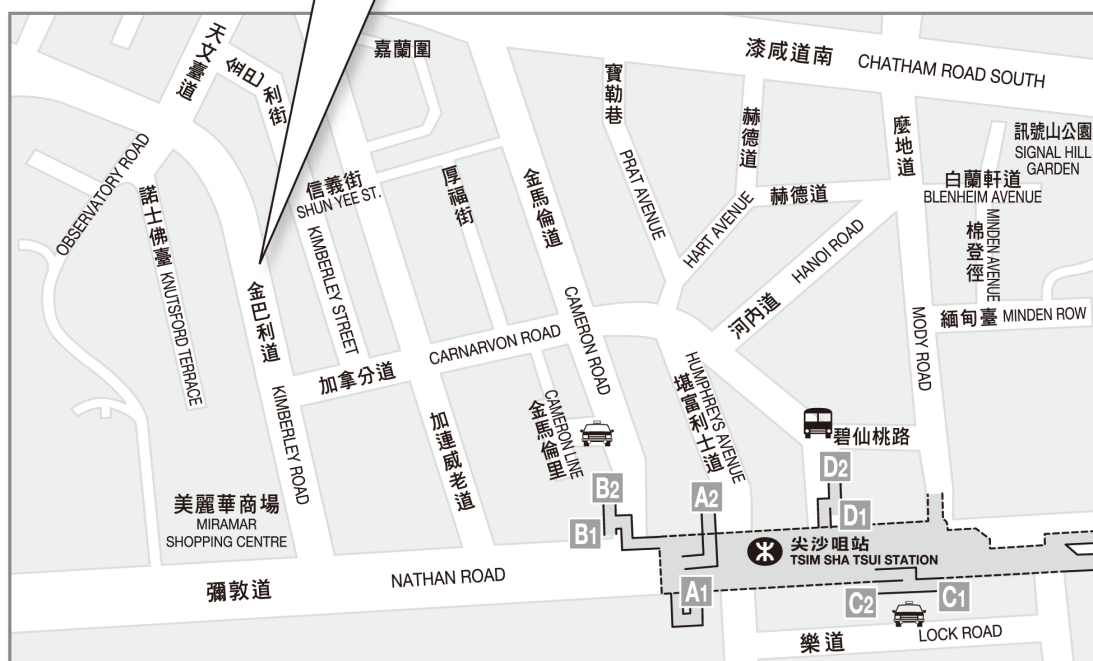 天文臺道
金巴利街
嘉蘭圍
漆咸道南
CHATHAM ROAD SOUTH
寶勒巷
PRAT AVENUE
赫德道
赫德道
HART AVENUE
麼地道
MODY ROAD
訊號山公園
SIGNAL HILL
GARDEN
白蘭軒道
BLENHEIM AVENUE
棉登徑
MINDEN AVENUE
緬甸臺 MINDEN ROW
OBSERVATORY ROAD
諾士佛臺 KNUTSFORD TERRACE
信義街
SHUN YEE ST.
厚福街
金馬倫道
CAMERON ROAD
河內道
HANOI ROAD
金巴利道
KIMBERLEY ROAD
KIMBERLEY STREET
加拿分道
CARNARVON ROAD
加連威老道
CAMERON LINE
金馬倫里
HUMPHREYS AVENUE
堪富利士道
碧仙桃路
美麗華商場
MIRAMAR
SHOPPING CENTRE
B2
B1
A2
A1
D2
D1
C2
C1
尖沙咀站
TSIM SHA TSUI STATION
彌敦道
NATHAN ROAD
樂道
LOCK ROAD